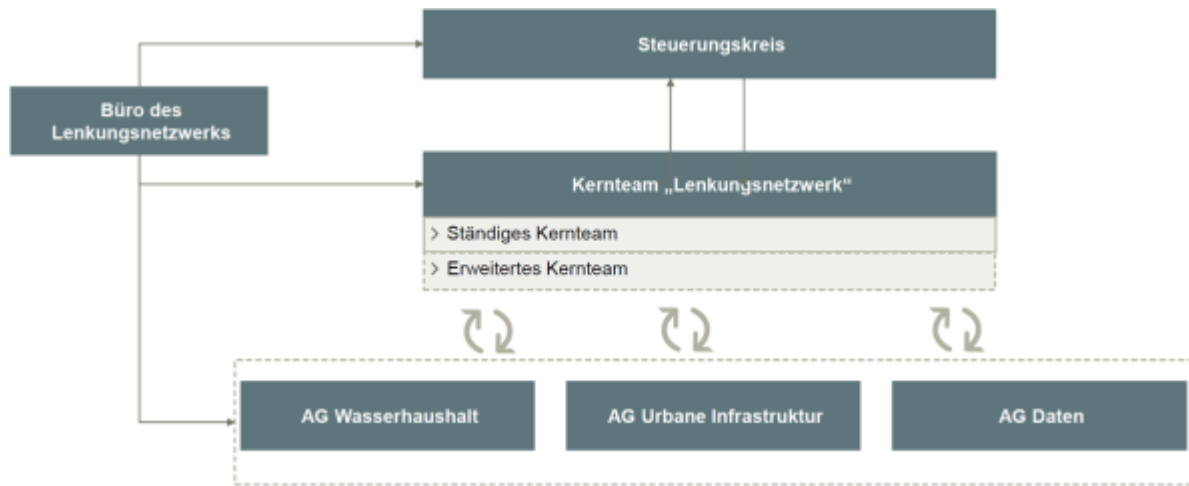 Steuerungskreis
Büro des
Lenkungsnetzwerks
Kernteam „Lenkungsnetzwerk“
> Ständiges Kernteam
> Erweitertes Kernteam
AG Wasserhaushalt
AG Urbane Infrastruktur
AG Daten